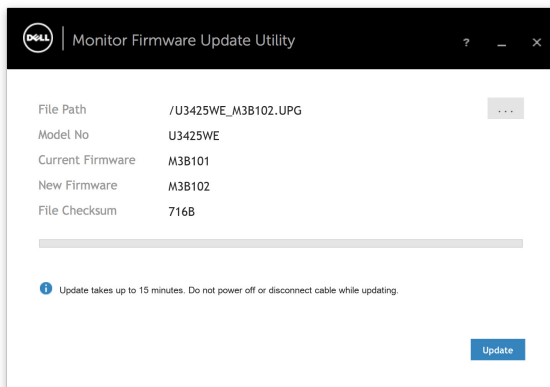 DELL | Monitor Firmware Update Utility ? _ ×
File Path /U3425WE_M3B102.UPG ...
Model No U3425WE
Current Firmware M3B101
New Firmware M3B102
File Checksum 716B
i Update takes up to 15 minutes. Do not power off or disconnect cable while updating.
Update